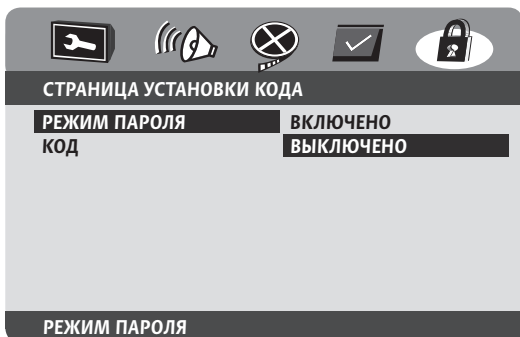 СТРАНИЦА УСТАНОВКИ КОДА
РЕЖИМ ПАРОЛЯ ВКЛЮЧЕНО
КОД ВЫКЛЮЧЕНО
РЕЖИМ ПАРОЛЯ